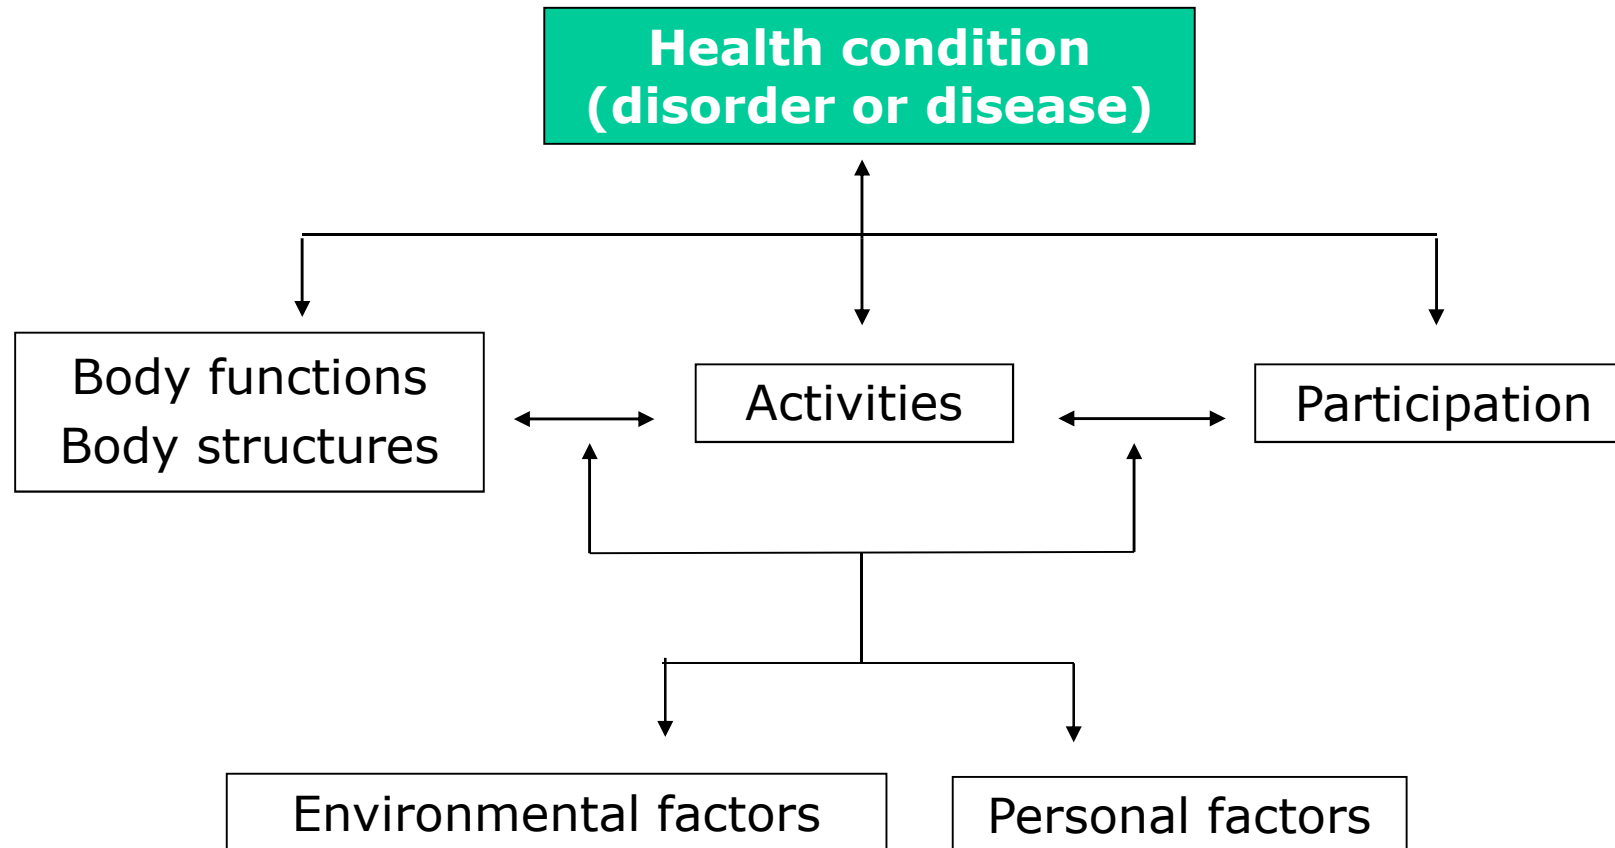 Health condition
(disorder or disease)
Body functions
Body structures
Activities
Participation
Environmental factors
Personal factors